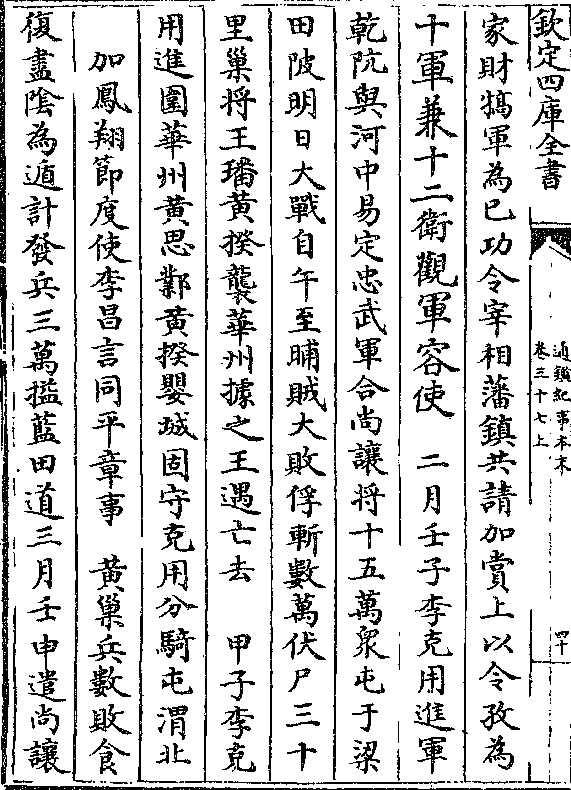 欽定四庫全書
通鑑紀事本末
卷三十七上
四十
家財犒軍為已功令宰相藩鎮共請加賞上以令孜為
十軍兼十二衛觀軍容使　二月壬子李克用進軍
乾阬與河中易定忠武軍合尚讓將十五萬衆屯于梁
田陂明日大戰自午至晡賊大敗俘斬數萬伏尸三十
里巢将王璠黄揆襲華州據之王遇亡去　甲子李克
用進圍華州黄思鄴黄揆嬰城固守克用分騎屯渭北
加鳳翔節度使李昌言同平章事　黄巢兵數敗食
復盡陰為遁計發兵三萬搤藍田道三月壬申遣尚讓